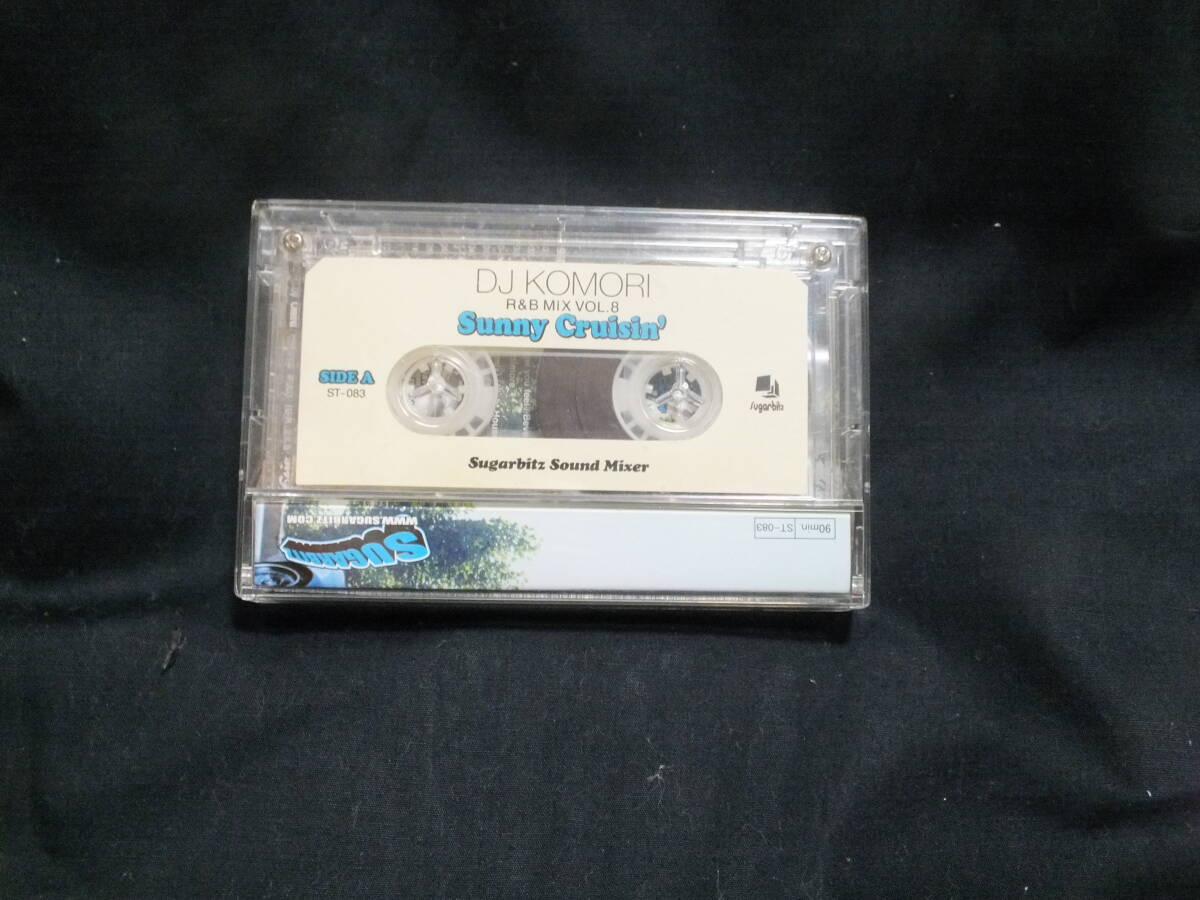 DJ KOMORI
R&B MIX VOL.8
Sunny Cruisin'
SIDE A
ST-083
sugarbitz
Sugarbitz Sound Mixer
90min. ST-083
WWW.SUGARBITZ.COM
SUGARBITZ